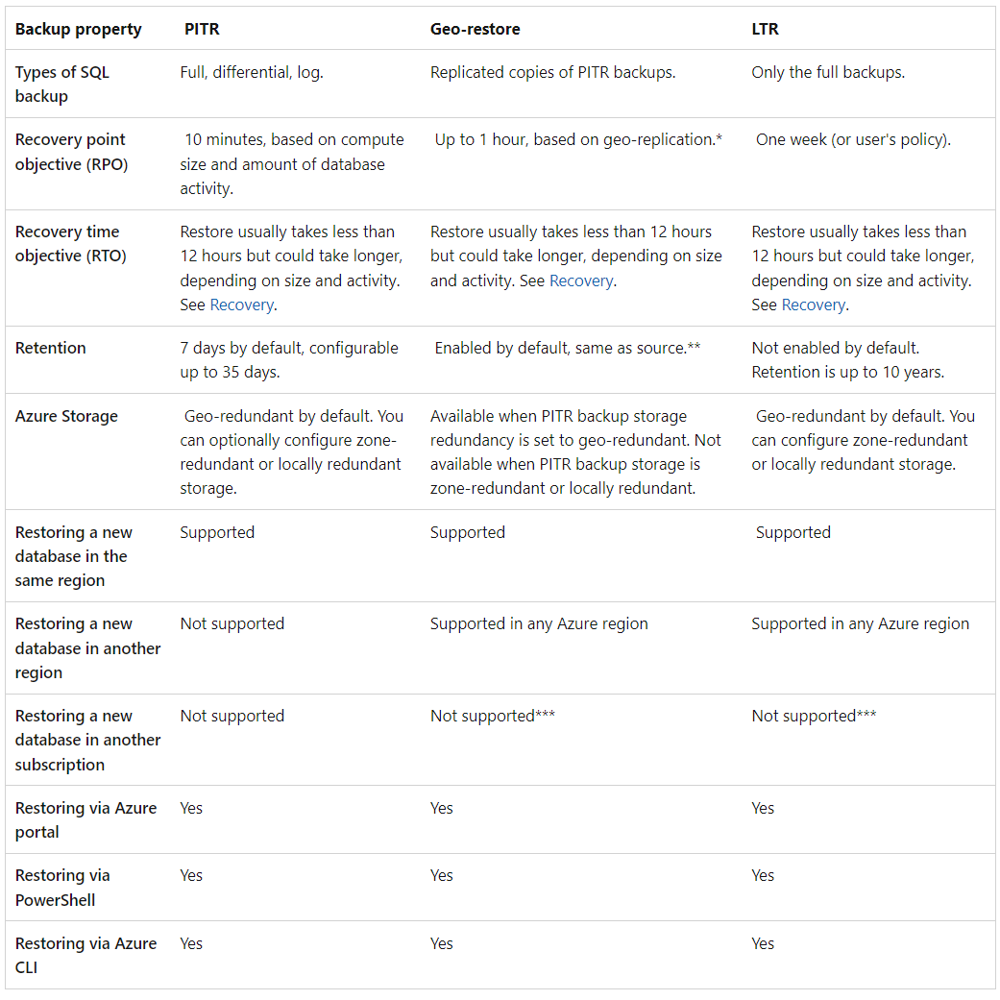 Backup property PITR Geo-restore LTR
Types of SQL Full, differential, log. Replicated copies of PITR backups. Only the full backups.
backup
Recovery point 10 minutes, based on compute Up to 1 hour, based on geo-replication.* One week (or user's policy).
objective (RPO) size and amount of database
activity.
Recovery time Restore usually takes less than Restore usually takes less than 12 hours Restore usually takes less than
objective (RTO) 12 hours but could take longer, but could take longer, depending on size 12 hours but could take longer,
depending on size and activity. and activity. See Recovery. depending on size and activity.
See Recovery. See Recovery.
Retention 7 days by default, configurable Enabled by default, same as source.** Not enabled by default.
up to 35 days. Retention is up to 10 years.
Azure Storage Geo-redundant by default. You Available when PITR backup storage Geo-redundant by default. You
can optionally configure zone- redundancy is set to geo-redundant. Not can configure zone-redundant
redundant or locally redundant available when PITR backup storage is or locally redundant storage.
storage. zone-redundant or locally redundant.
Restoring a new Supported Supported Supported
database in the
same region
Restoring a new Not supported Supported in any Azure region Supported in any Azure region
database in another
region
Restoring a new Not supported Not supported*** Not supported***
database in another
subscription
Restoring via Azure Yes Yes Yes
portal
Restoring via Yes Yes Yes
PowerShell
Restoring via Azure Yes Yes Yes
CLI